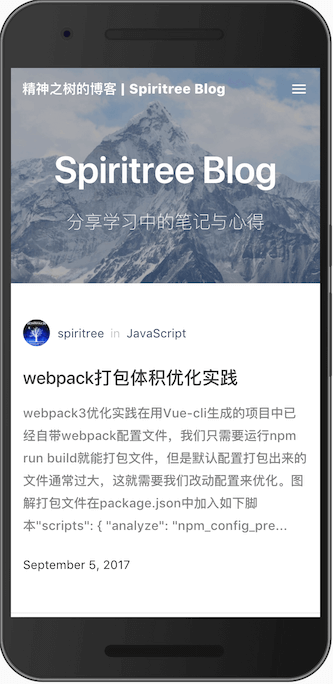 精神之树的博客 | Spiritree Blog
Spiritree Blog
分享学习中的笔记与心得
spiritree in JavaScript
webpack打包体积优化实践
webpack3优化实践在用Vue-cli生成的项目中已
经自带webpack配置文件，我们只需要运行npm
run build就能打包文件，但是默认配置打包出来的
文件通常过大，这就需要我们改动配置来优化。图
解打包文件在package.json中加入如下脚
本"scripts": { "analyze": "npm_config_pre...
September 5, 2017